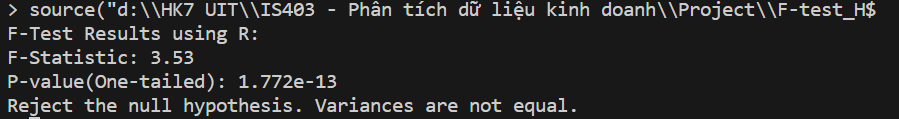 > source("d:\\HK7 UIT\\IS403 - Phân tích dữ liệu kinh doanh\\Project\\F-test_H$
F-Test Results using R:
F-Statistic: 3.53
P-value(One-tailed): 1.772e-13
Reject the null hypothesis. Variances are not equal.